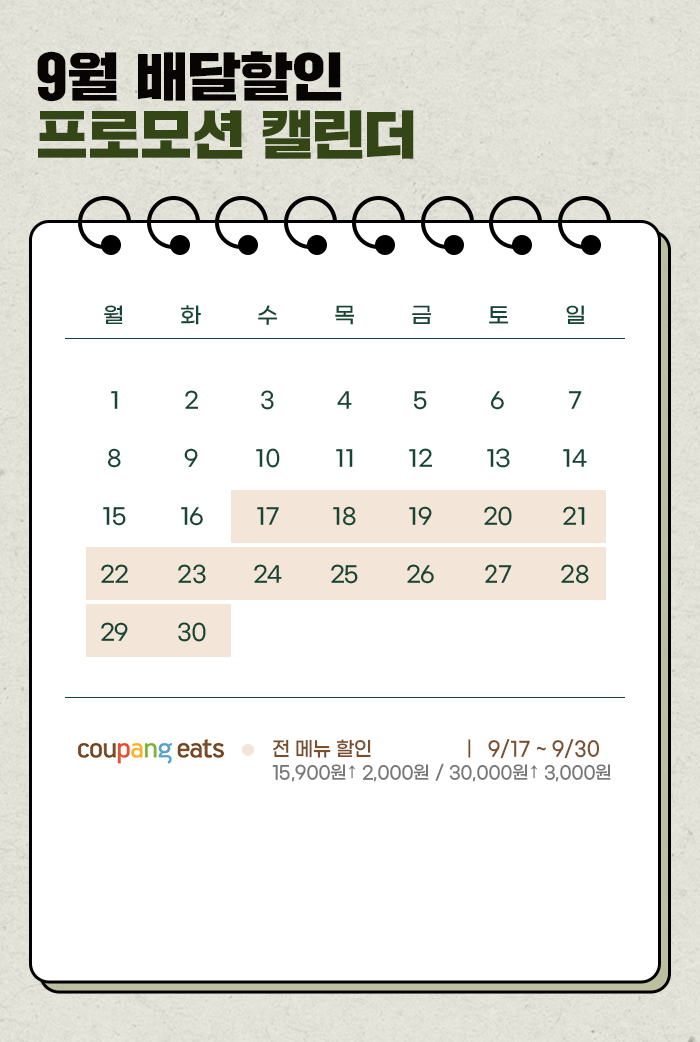 9월 배달할인
프로모션 캘린더
월 화 수 목 금 토 일
1 2 3 4 5 6 7
8 9 10 11 12 13 14
15 16 17 18 19 20 21
22 23 24 25 26 27 28
29 30
coupang eats 전 메뉴 할인 | 9/17 ~ 9/30
15,900원↑ 2,000원 / 30,000원↑ 3,000원